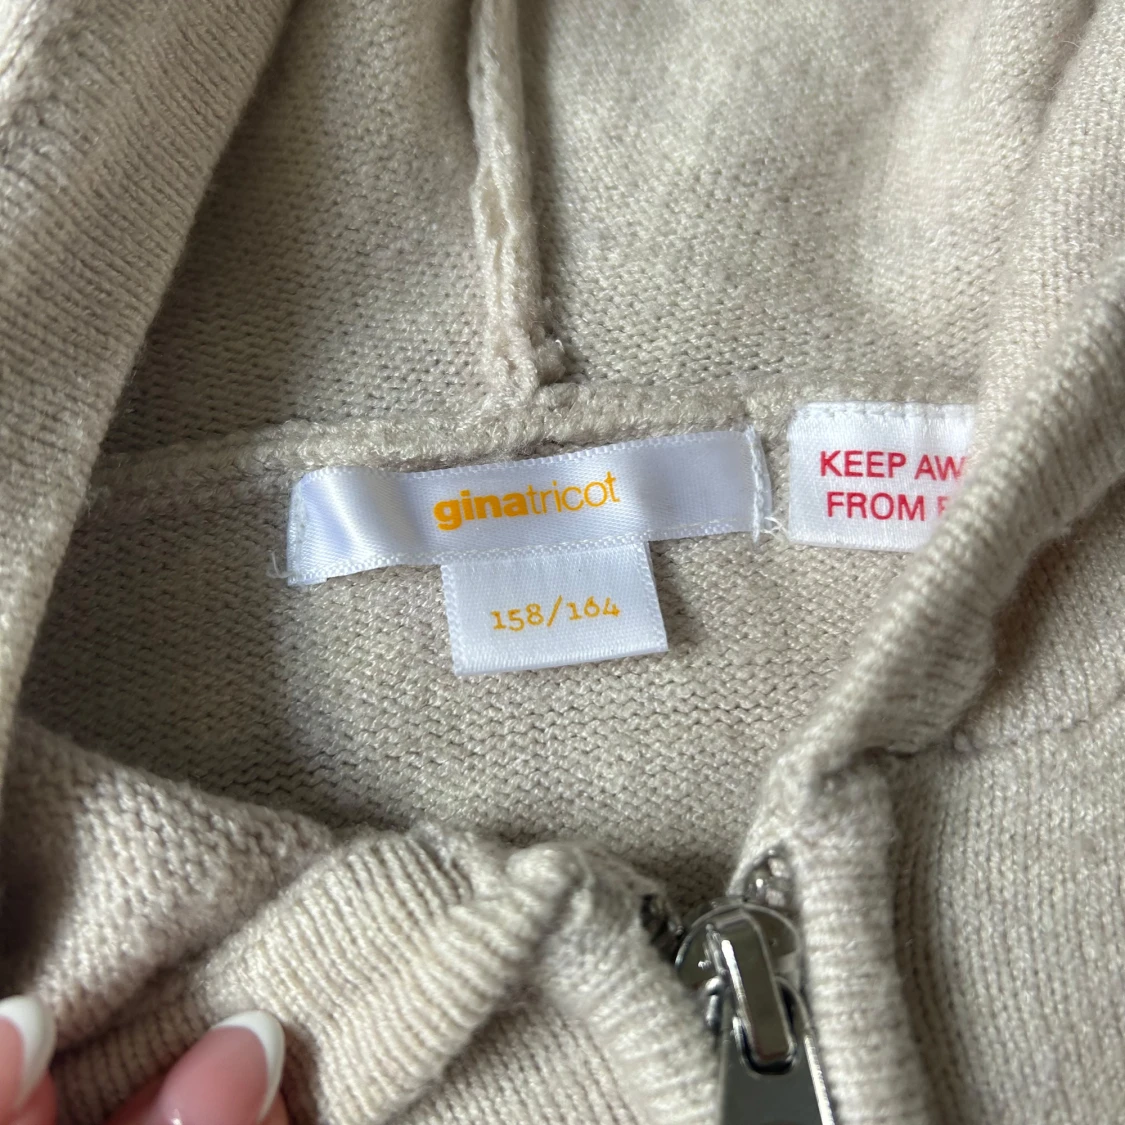 ginatricot
158/164
KEEP AW
FROM